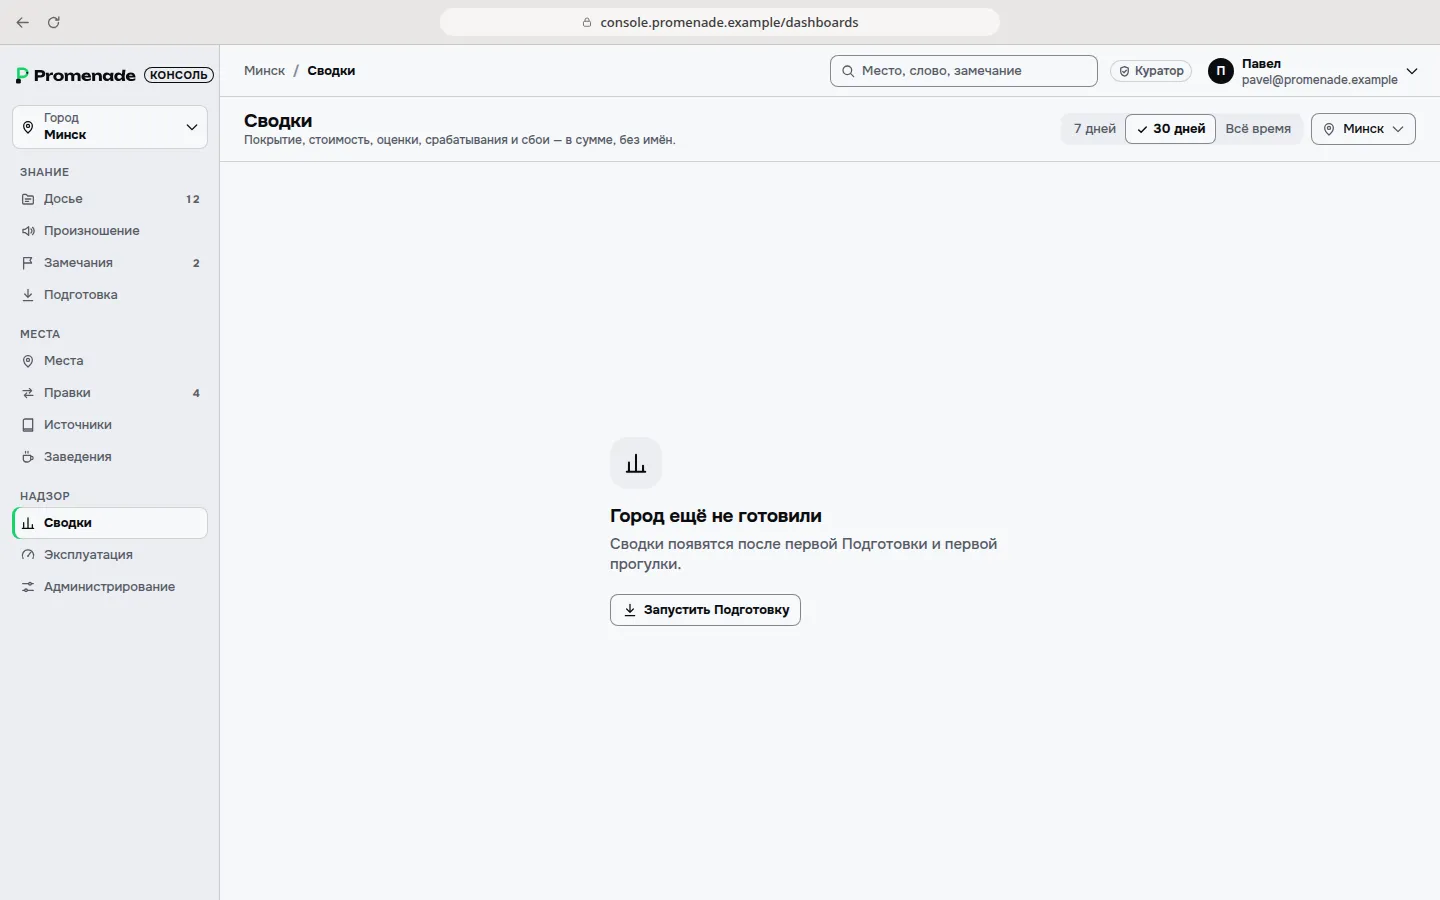 console.promenade.example/dashboards
Promenade КОНСОЛЬ
Город
Минск
ЗНАНИЕ
Досье 12
Произношение
Замечания 2
Подготовка
МЕСТА
Места
Правки 4
Источники
Заведения
НАДЗОР
Сводки
Эксплуатация
Администрирование
Минск / Сводки
Место, слово, замечание
Куратор
П
Павел
pavel@promenade.example
Сводки
Покрытие, стоимость, оценки, срабатывания и сбои — в сумме, без имён.
7 дней 30 дней Всё время
Минск
Город ещё не готовили
Сводки появятся после первой Подготовки и первой
прогулки.
Запустить Подготовку